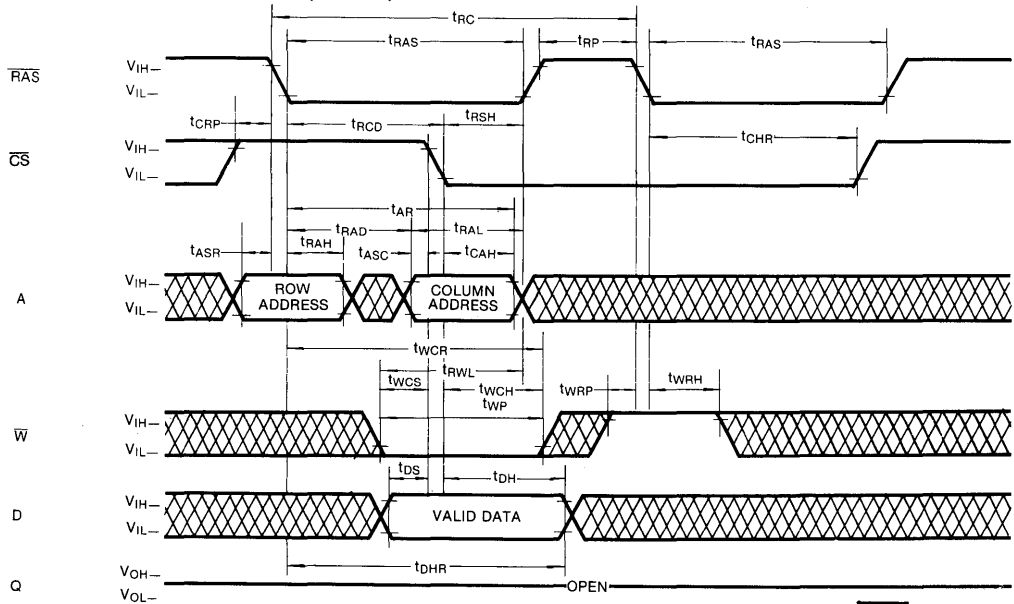 tRC
tRAS tRP tRAS
RAS VIH— VIL—
tCRP tRCD tRSH tCHR
CS VIH— VIL—
tAR
tRAD tRAL
tASR tRAH tASC tCAH
A VIH— VIL— ROW ADDRESS COLUMN ADDRESS
tWCR
tRWL
tWCS tWCH tWRP tWRH
tWP
W VIH— VIL—
tDS tDH
D VIH— VIL— VALID DATA
tDHR
Q VOH— VOL— OPEN